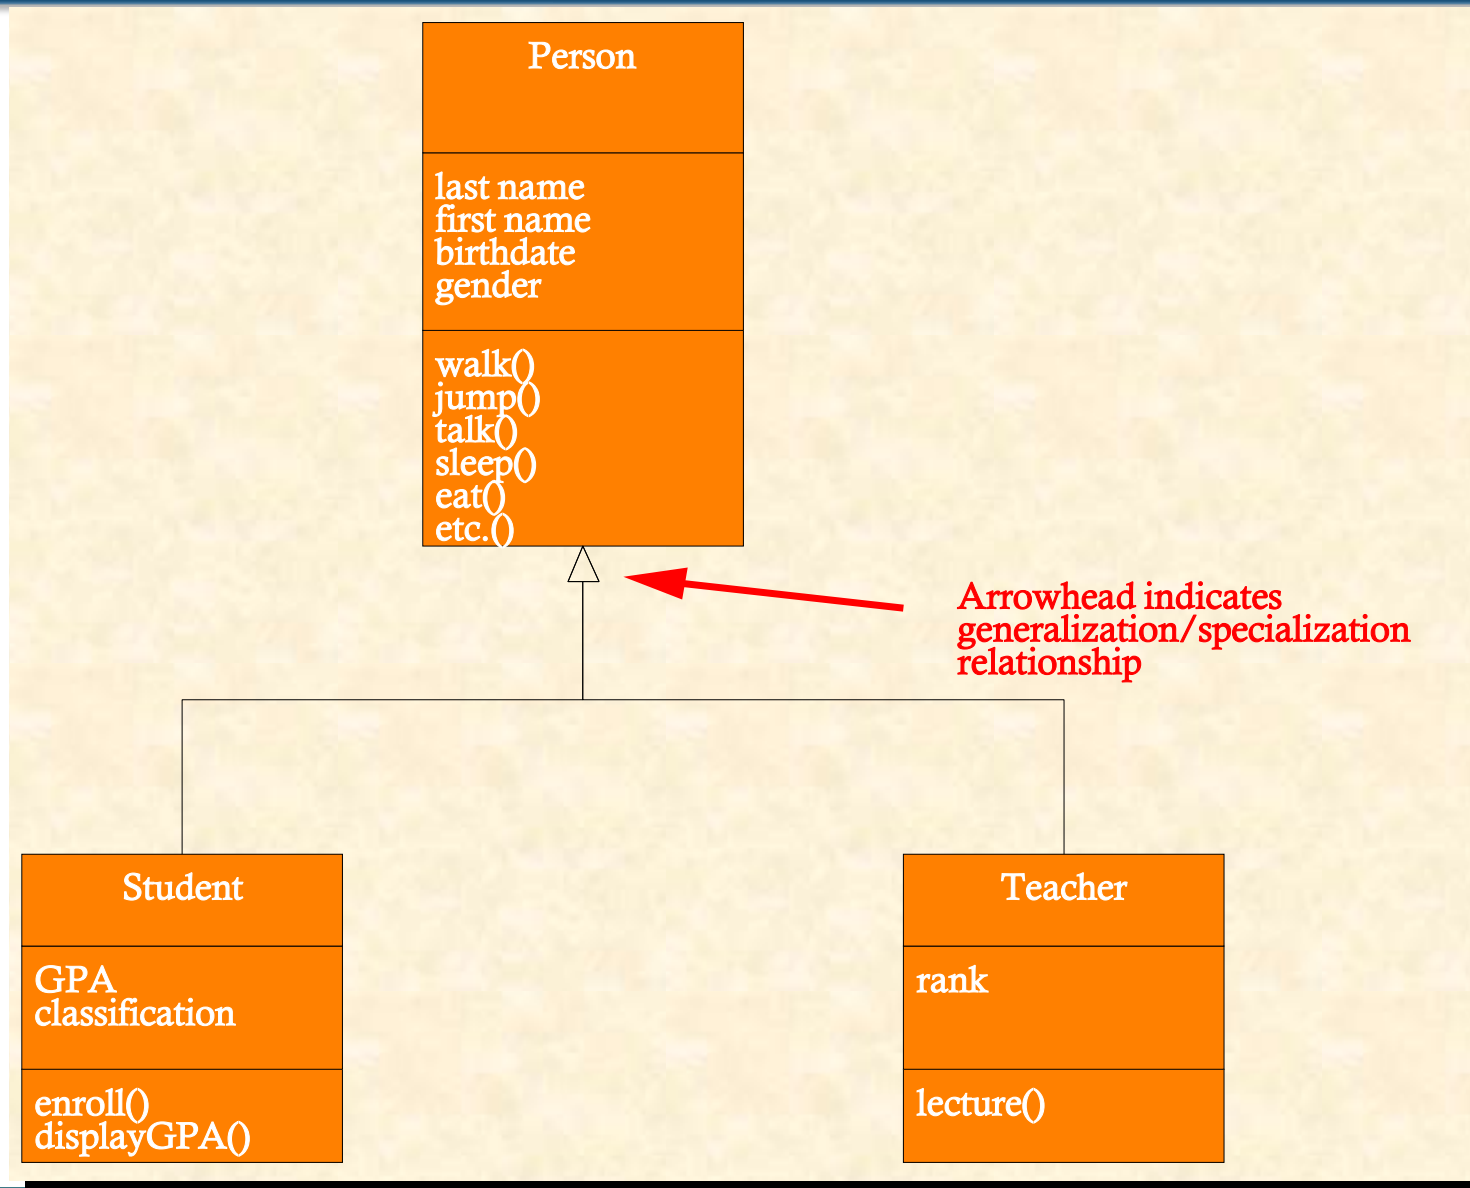 Person
last name
first name
birthdate
gender
walk()
jump()
talk()
sleep()
eat()
etc.()
Arrowhead indicates
generalization/specialization
relationship
Student
GPA
classification
enroll()
displayGPA()
Teacher
rank
lecture()